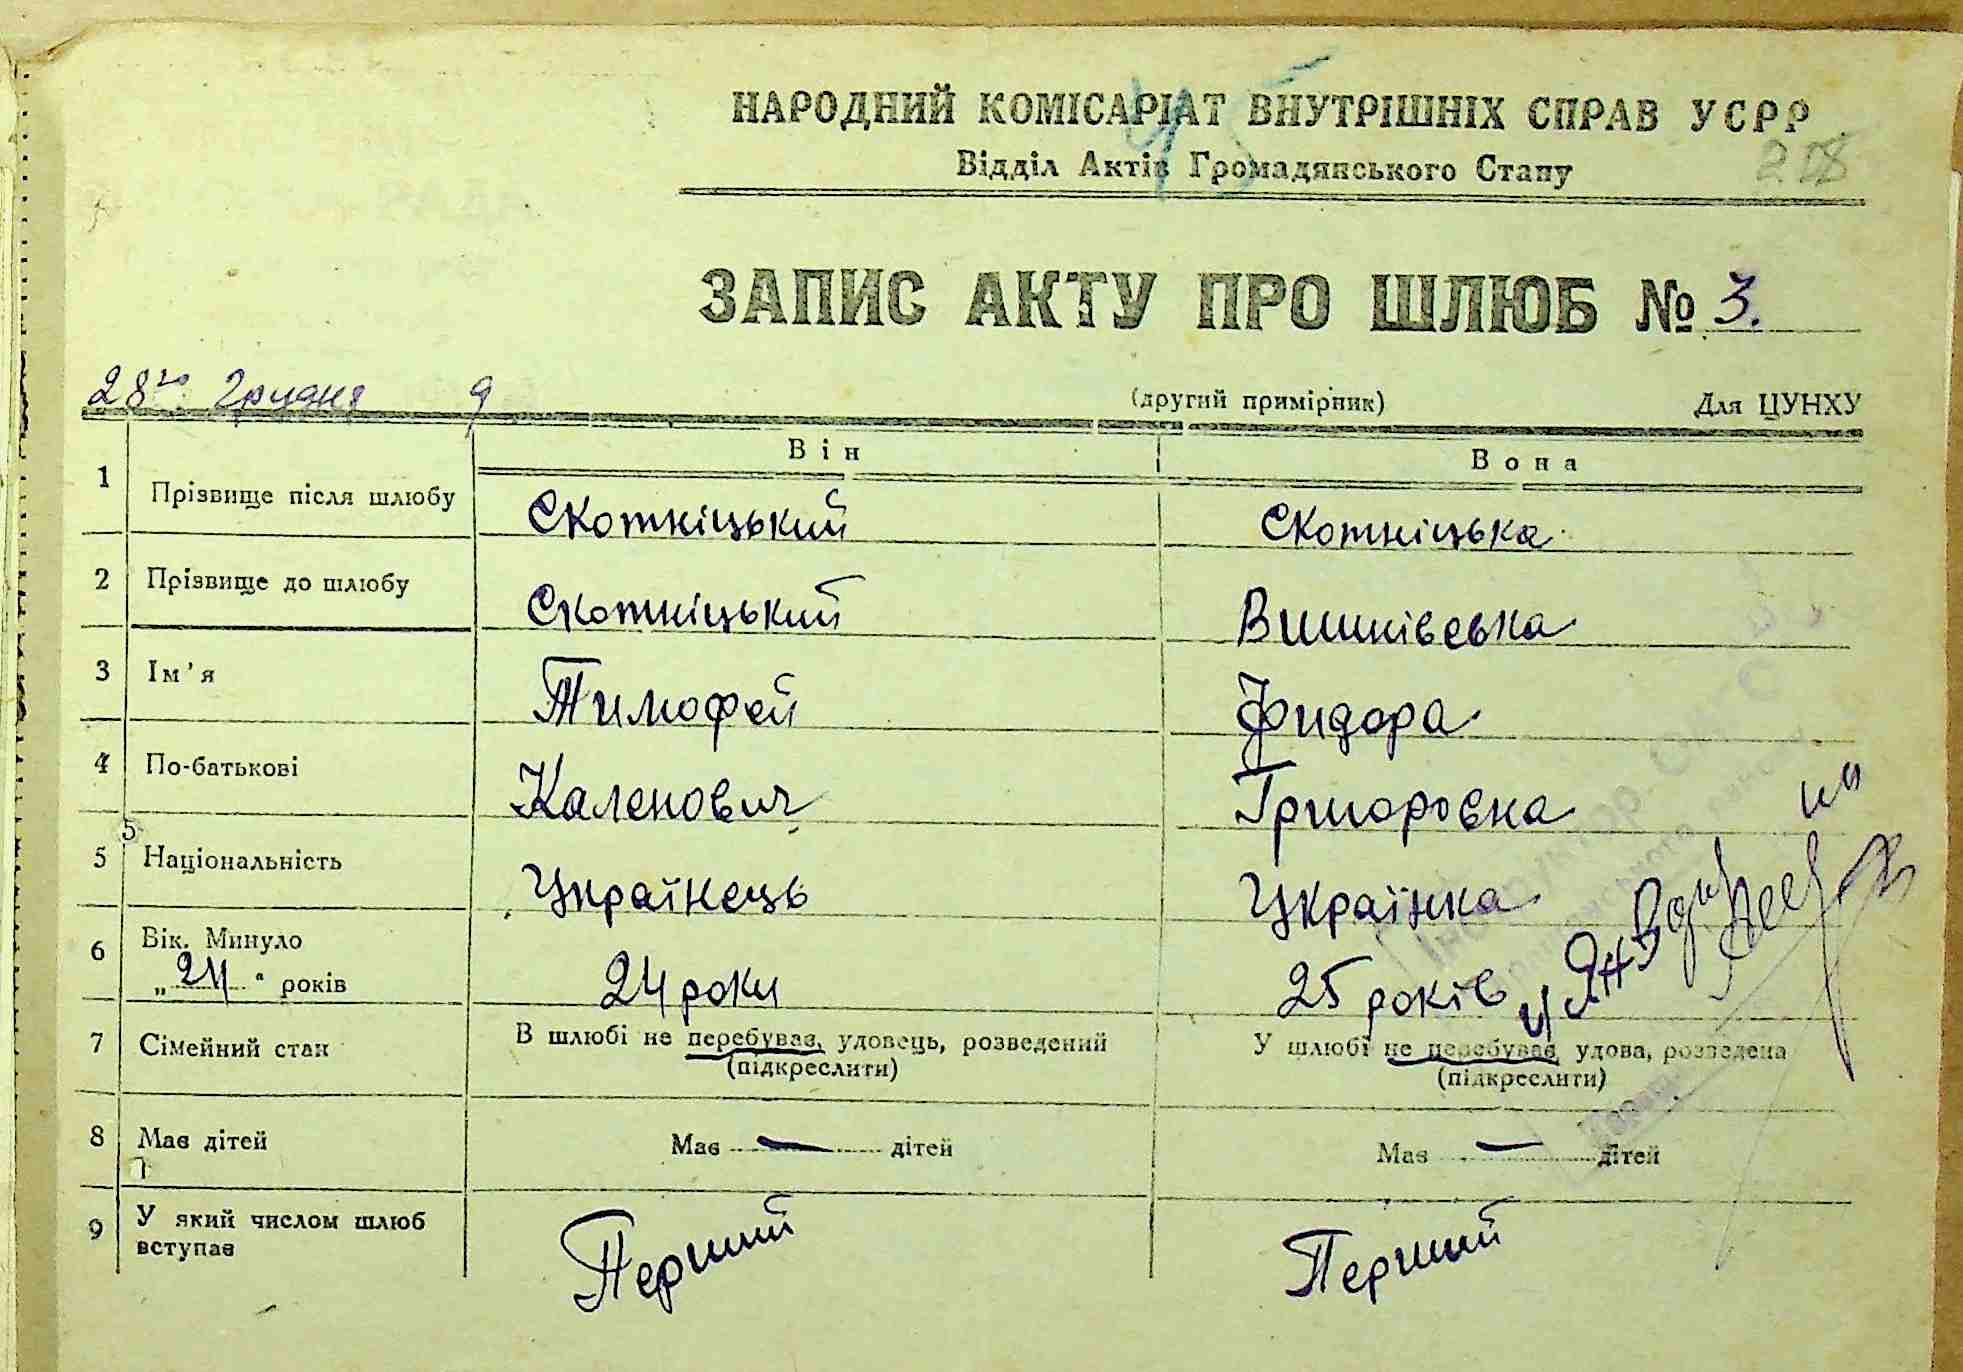 45
НАРОДНИЙ КОМІСАРІАТ ВНУТРІШНІХ СПРАВ УСРР
Відділ Актів Громадянського Стану
208
ЗАПИС АКТУ ПРО ШЛЮБ № 3.
28го Грудня 9
(другий примірник) Для ЦУНХУ
Він Вона
1 Прізвище після шлюбу Скотніцький Скотніцька
2 Прізвище до шлюбу Скотніцький Вишнівська
3 Ім'я Тимофей Фидора
4 По-батькові Каленович Григоровна
5
5 Національність Українець Українка
6 Вік. Минуло
„24" років 24 роки 25 років
7 Сімейний стан В шлюбі не перебував, удовець, розведений У шлюбі не перебував удова, розведена
(підкреслити) (підкреслити)
8 Має дітей Має — дітей Має — дітей
9 У який числом шлюб вступає Перший Перший